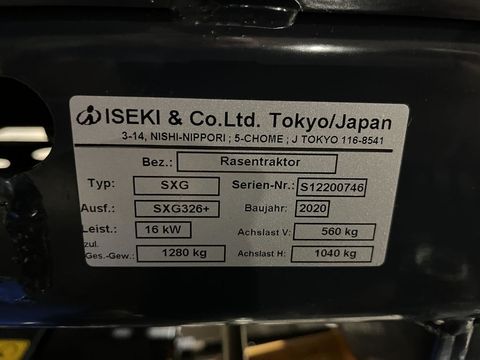 ISEKI & Co.Ltd. Tokyo/Japan
3-14, NISHI-NIPPORI ; 5-CHOME ; J TOKYO 116-8541
Bez.: Rasentraktor
Typ: SXG Serien-Nr.: S12200746
Ausf.: SXG326+ Baujahr: 2020
Leist.: 16 kW Achslast V: 560 kg
zul.
Ges.-Gew.: 1280 kg Achslast H: 1040 kg